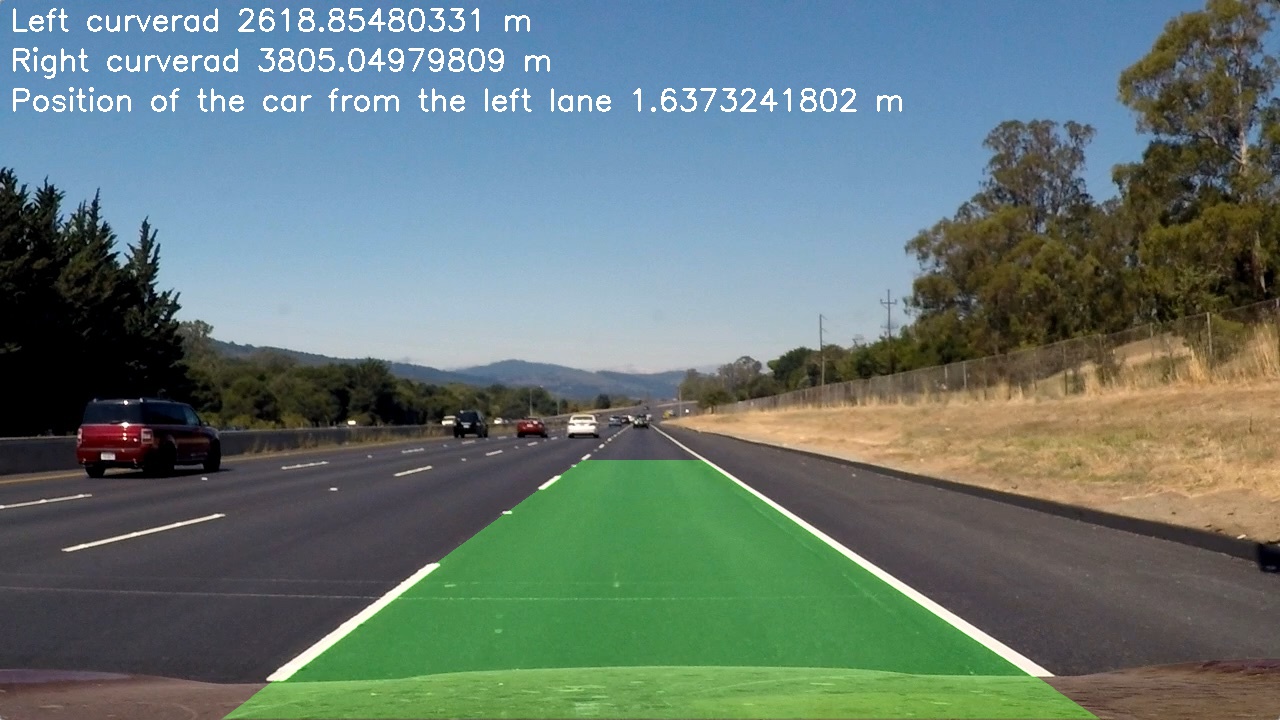 Left curverad 2618.85480331 m
Right curverad 3805.04979809 m
Position of the car from the left lane 1.6373241802 m